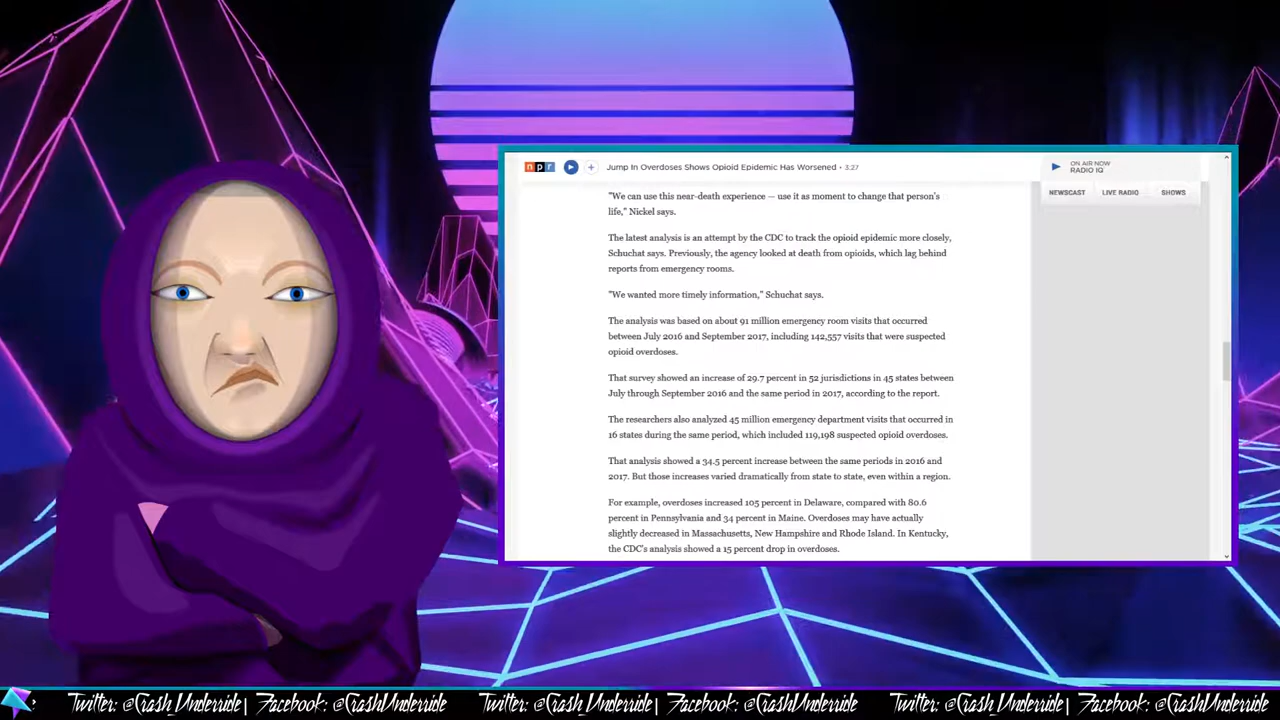 npr
Jump In Overdoses Shows Opioid Epidemic Has Worsened • 3:27
ON AIR NOW
RADIO IQ
NEWSCAST LIVE RADIO SHOWS
"We can use this near-death experience — use it as moment to change that person's
life," Nickel says.
The latest analysis is an attempt by the CDC to track the opioid epidemic more closely,
Schuchat says. Previously, the agency looked at death from opioids, which lag behind
reports from emergency rooms.
"We wanted more timely information," Schuchat says.
The analysis was based on about 91 million emergency room visits that occurred
between July 2016 and September 2017, including 142,557 visits that were suspected
opioid overdoses.
That survey showed an increase of 29.7 percent in 52 jurisdictions in 45 states between
July through September 2016 and the same period in 2017, according to the report.
The researchers also analyzed 45 million emergency department visits that occurred in
16 states during the same period, which included 119,198 suspected opioid overdoses.
That analysis showed a 34.5 percent increase between the same periods in 2016 and
2017. But those increases varied dramatically from state to state, even within a region.
For example, overdoses increased 105 percent in Delaware, compared with 80.6
percent in Pennsylvania and 34 percent in Maine. Overdoses may have actually
slightly decreased in Massachusetts, New Hampshire and Rhode Island. In Kentucky,
the CDC's analysis showed a 15 percent drop in overdoses.
Twitter: @CrashUnderride | Facebook: @CrashUnderride Twitter: @CrashUnderride | Facebook: @CrashUnderride Twitter: @CrashUnderride | Facebook: @CrashUnderride